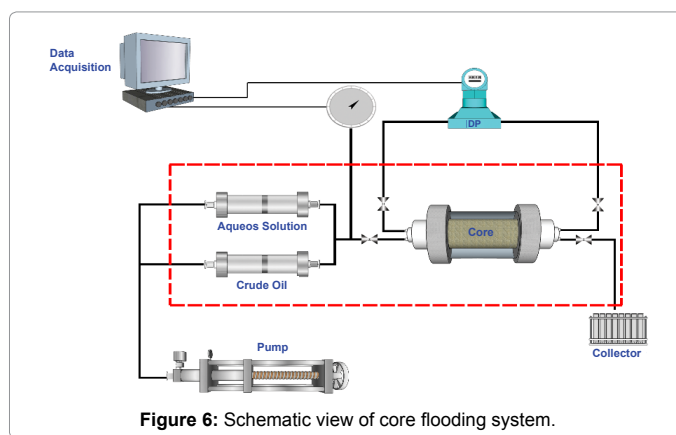 Data
Acquisition
DP
Aqueos Solution
Core
Crude Oil
Pump
Collector
Figure 6: Schematic view of core flooding system.